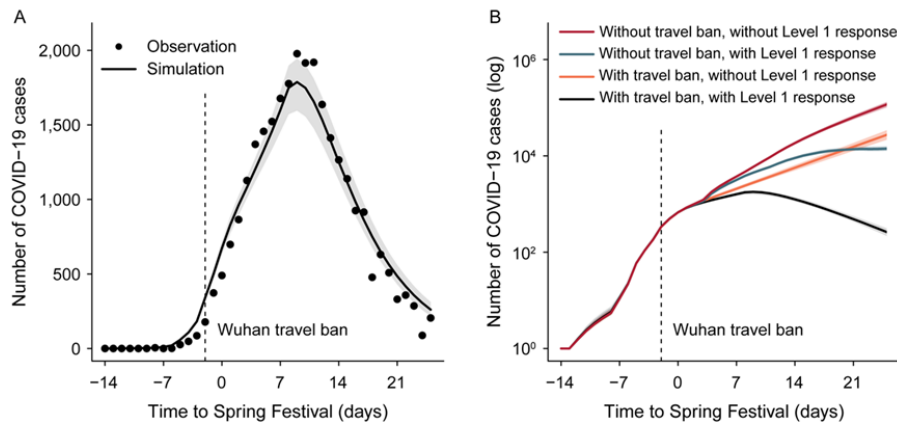 A
Observation
Simulation
Number of COVID−19 cases
2,000
1,500
1,000
500
0
Wuhan travel ban
−14 −7 0 7 14 21
Time to Spring Festival (days)
B
Without travel ban, without Level 1 response
Without travel ban, with Level 1 response
With travel ban, without Level 1 response
With travel ban, with Level 1 response
Number of COVID−19 cases (log)
10⁶
10⁴
10²
10⁰
Wuhan travel ban
−14 −7 0 7 14 21
Time to Spring Festival (days)